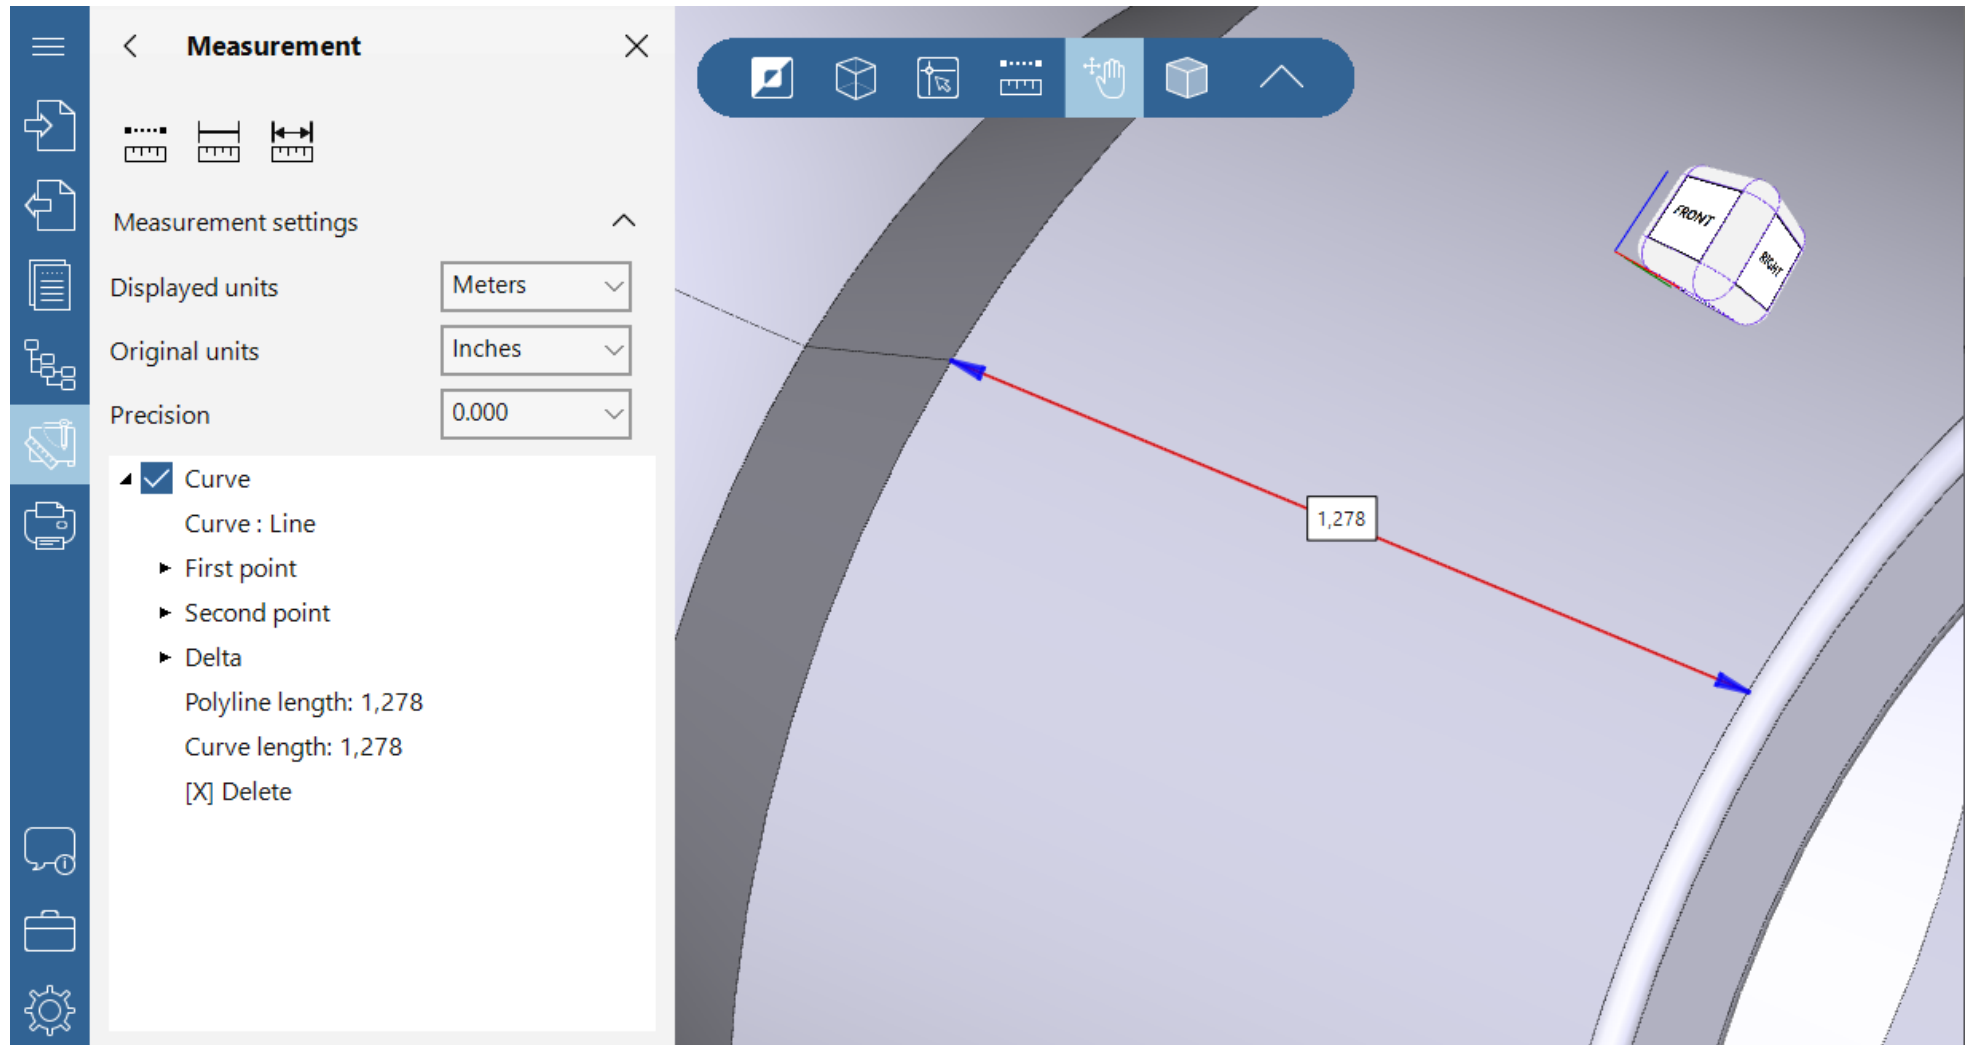 Measurement
Measurement settings
Displayed units
Meters
Original units
Inches
Precision
0.000
Curve
Curve : Line
First point
Second point
Delta
Polyline length: 1,278
Curve length: 1,278
[X] Delete
FRONT
RIGHT
1,278